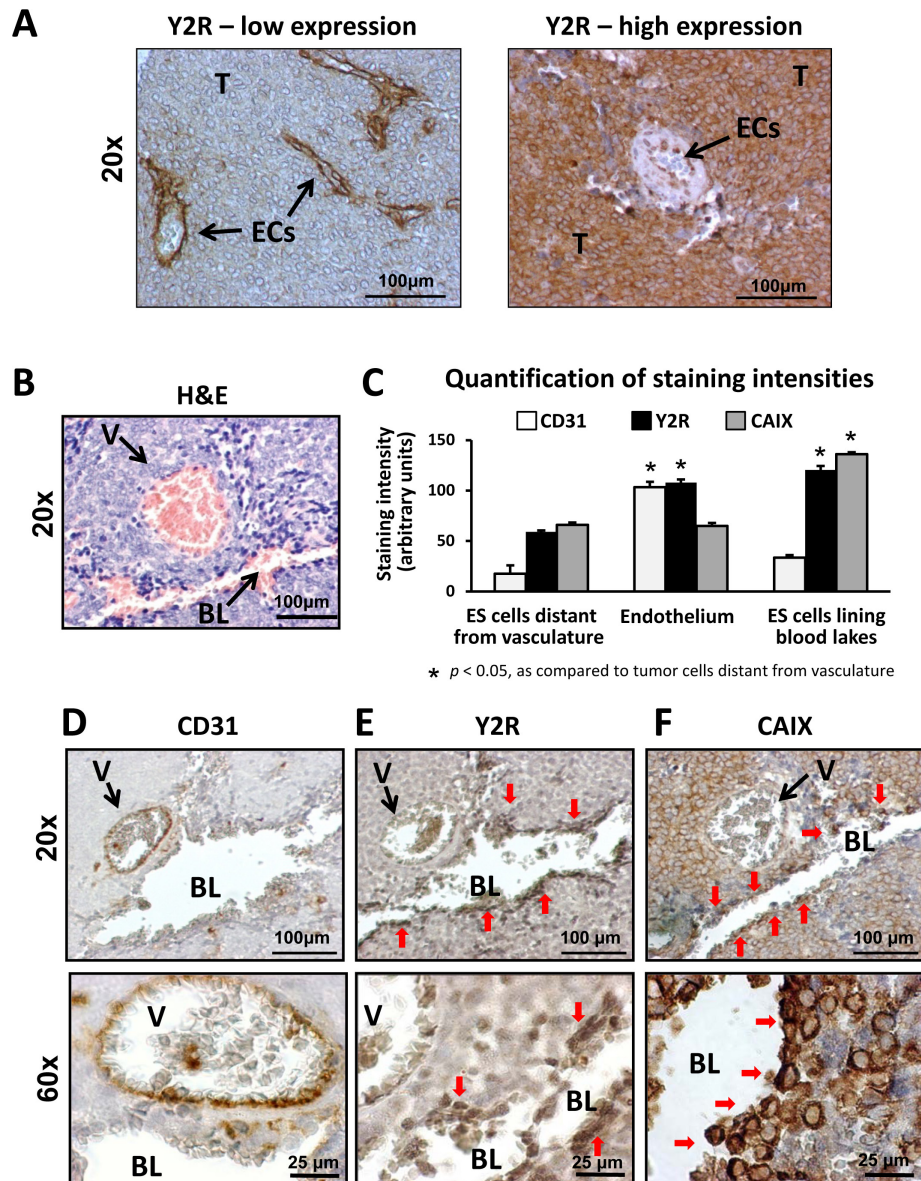 A
Y2R – low expression
Y2R – high expression
20x
T
ECs
100µm
T
ECs
T
100µm
B
H&E
20x
V
BL
100µm
C
Quantification of staining intensities
CD31
Y2R
CAIX
Staining intensity
(arbitrary units)
150
100
50
0
* *
* *
ES cells distant
from vasculature
Endothelium
ES cells lining
blood lakes
* p < 0.05, as compared to tumor cells distant from vasculature
D
CD31
E
Y2R
F
CAIX
20x
V
BL
100µm
V
BL
100 µm
V
BL
100 µm
60x
V
BL
25 µm
V
BL
BL
25 µm
BL
25 µm